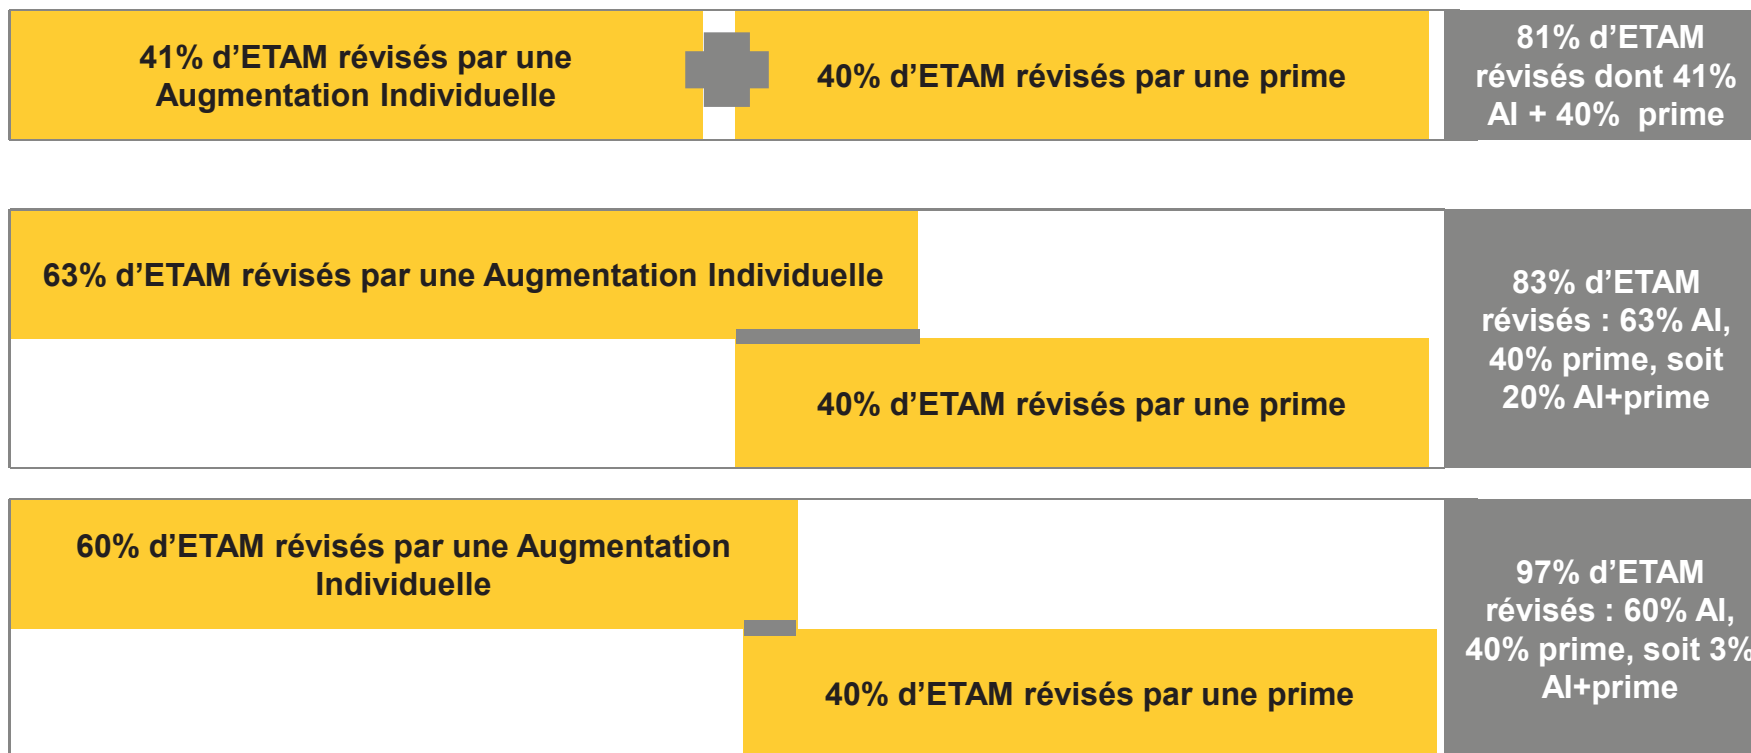 41% d’ETAM révisés par une
Augmentation Individuelle
40% d’ETAM révisés par une prime
81% d’ETAM
révisés dont 41%
AI + 40% prime
63% d’ETAM révisés par une Augmentation Individuelle
40% d’ETAM révisés par une prime
83% d’ETAM
révisés : 63% AI,
40% prime, soit
20% AI+prime
60% d’ETAM révisés par une Augmentation
Individuelle
40% d’ETAM révisés par une prime
97% d’ETAM
révisés : 60% AI,
40% prime, soit 3%
AI+prime